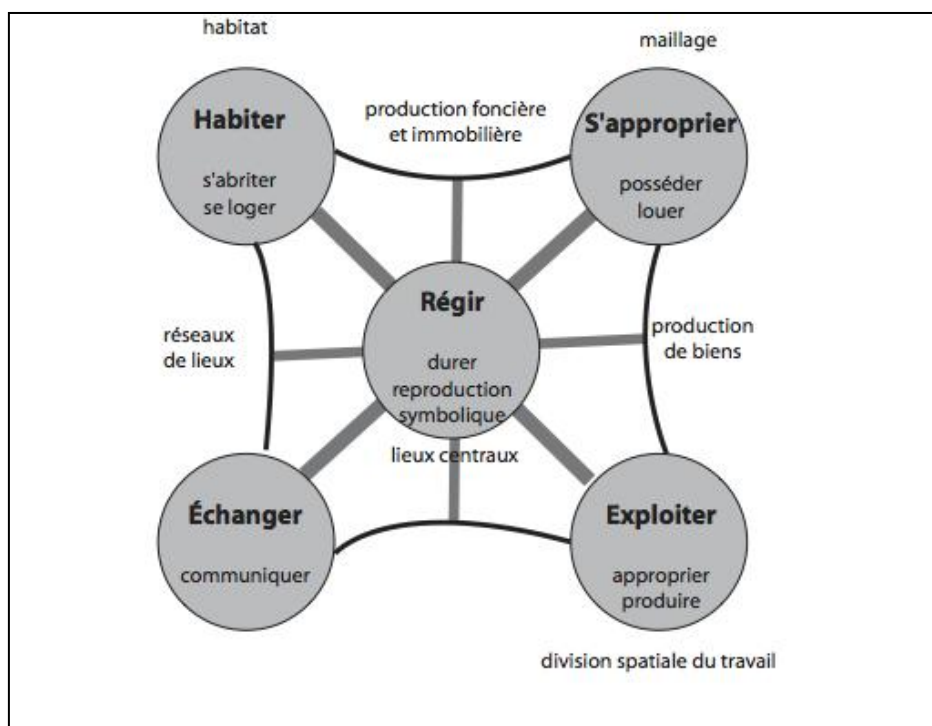 habitat
maillage
Habiter
s'abriter
se loger
production foncière
et immobilière
S'approprier
posséder
louer
Régir
durer
reproduction
symbolique
réseaux
de lieux
production
de biens
lieux centraux
Échanger
communiquer
Exploiter
approprier
produire
division spatiale du travail